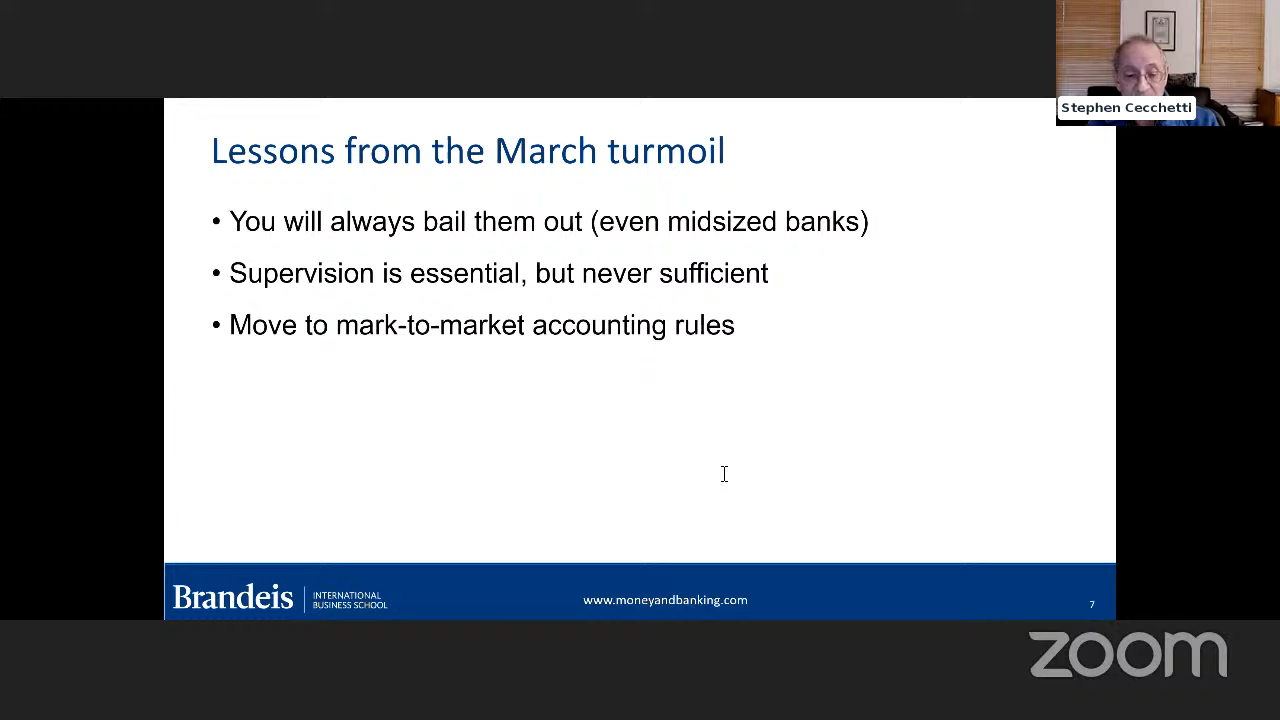 Stephen Cecchetti
Lessons from the March turmoil
• You will always bail them out (even midsized banks)
• Supervision is essential, but never sufficient
• Move to mark-to-market accounting rules
Brandeis
INTERNATIONAL
BUSINESS SCHOOL
www.moneyandbanking.com
7
zoom